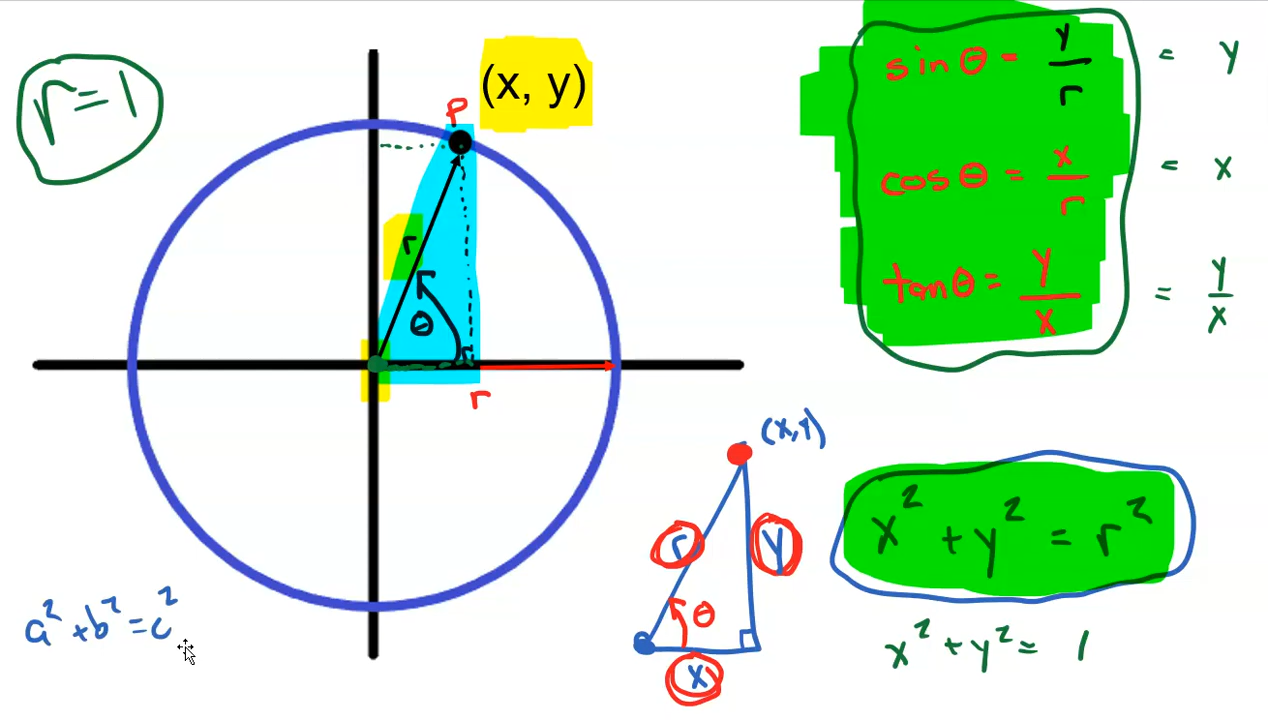 r = 1
P
(x, y)
r
θ
r
a² + b² = c²
sin θ = y/r = y
cos θ = x/r = x
tan θ = y/x = y/x
(x, y)
r
y
θ
x
x² + y² = r²
x² + y² = 1